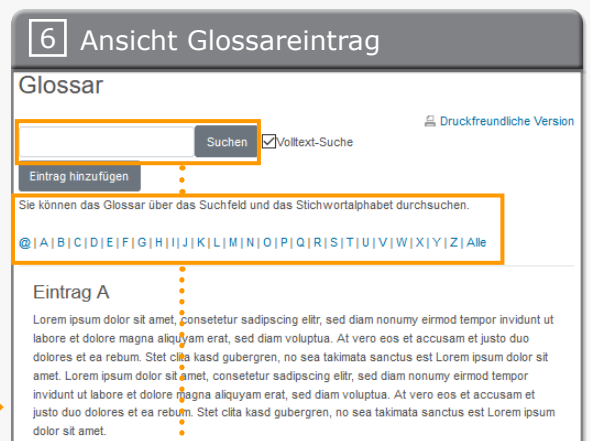 6 Ansicht Glossareintrag
Glossar
Druckfreundliche Version
Suchen Volltext-Suche
Eintrag hinzufügen
Sie können das Glossar über das Suchfeld und das Stichwortalphabet durchsuchen.
@ | A | B | C | D | E | F | G | H | I | J | K | L | M | N | O | P | Q | R | S | T | U | V | W | X | Y | Z | Alle
Eintrag A
Lorem ipsum dolor sit amet, consetetur sadipscing elitr, sed diam nonumy eirmod tempor invidunt ut
labore et dolore magna aliquyam erat, sed diam voluptua. At vero eos et accusam et justo duo
dolores et ea rebum. Stet clita kasd gubergren, no sea takimata sanctus est Lorem ipsum dolor sit
amet. Lorem ipsum dolor sit amet, consetetur sadipscing elitr, sed diam nonumy eirmod tempor
invidunt ut labore et dolore magna aliquyam erat, sed diam voluptua. At vero eos et accusam et
justo duo dolores et ea rebum. Stet clita kasd gubergren, no sea takimata sanctus est Lorem ipsum
dolor sit amet.